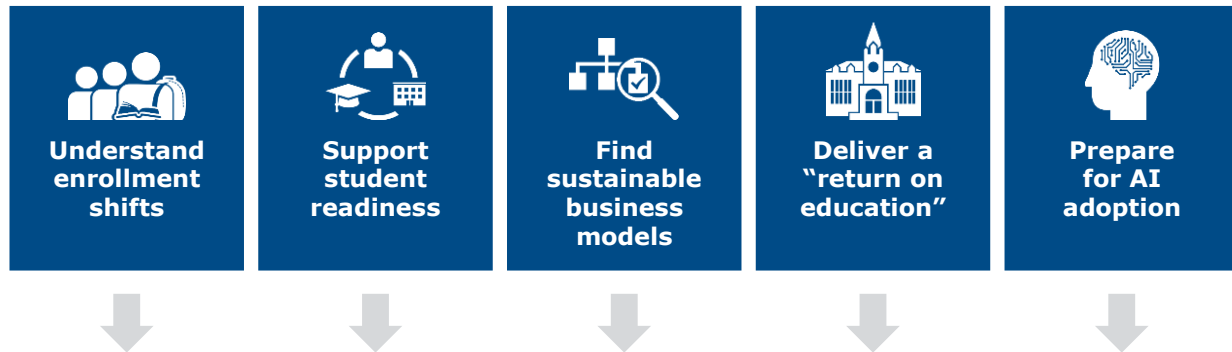 Understand
enrollment
shifts
Support
student
readiness
Find
sustainable
business
models
Deliver a
“return on
education”
Prepare
for AI
adoption